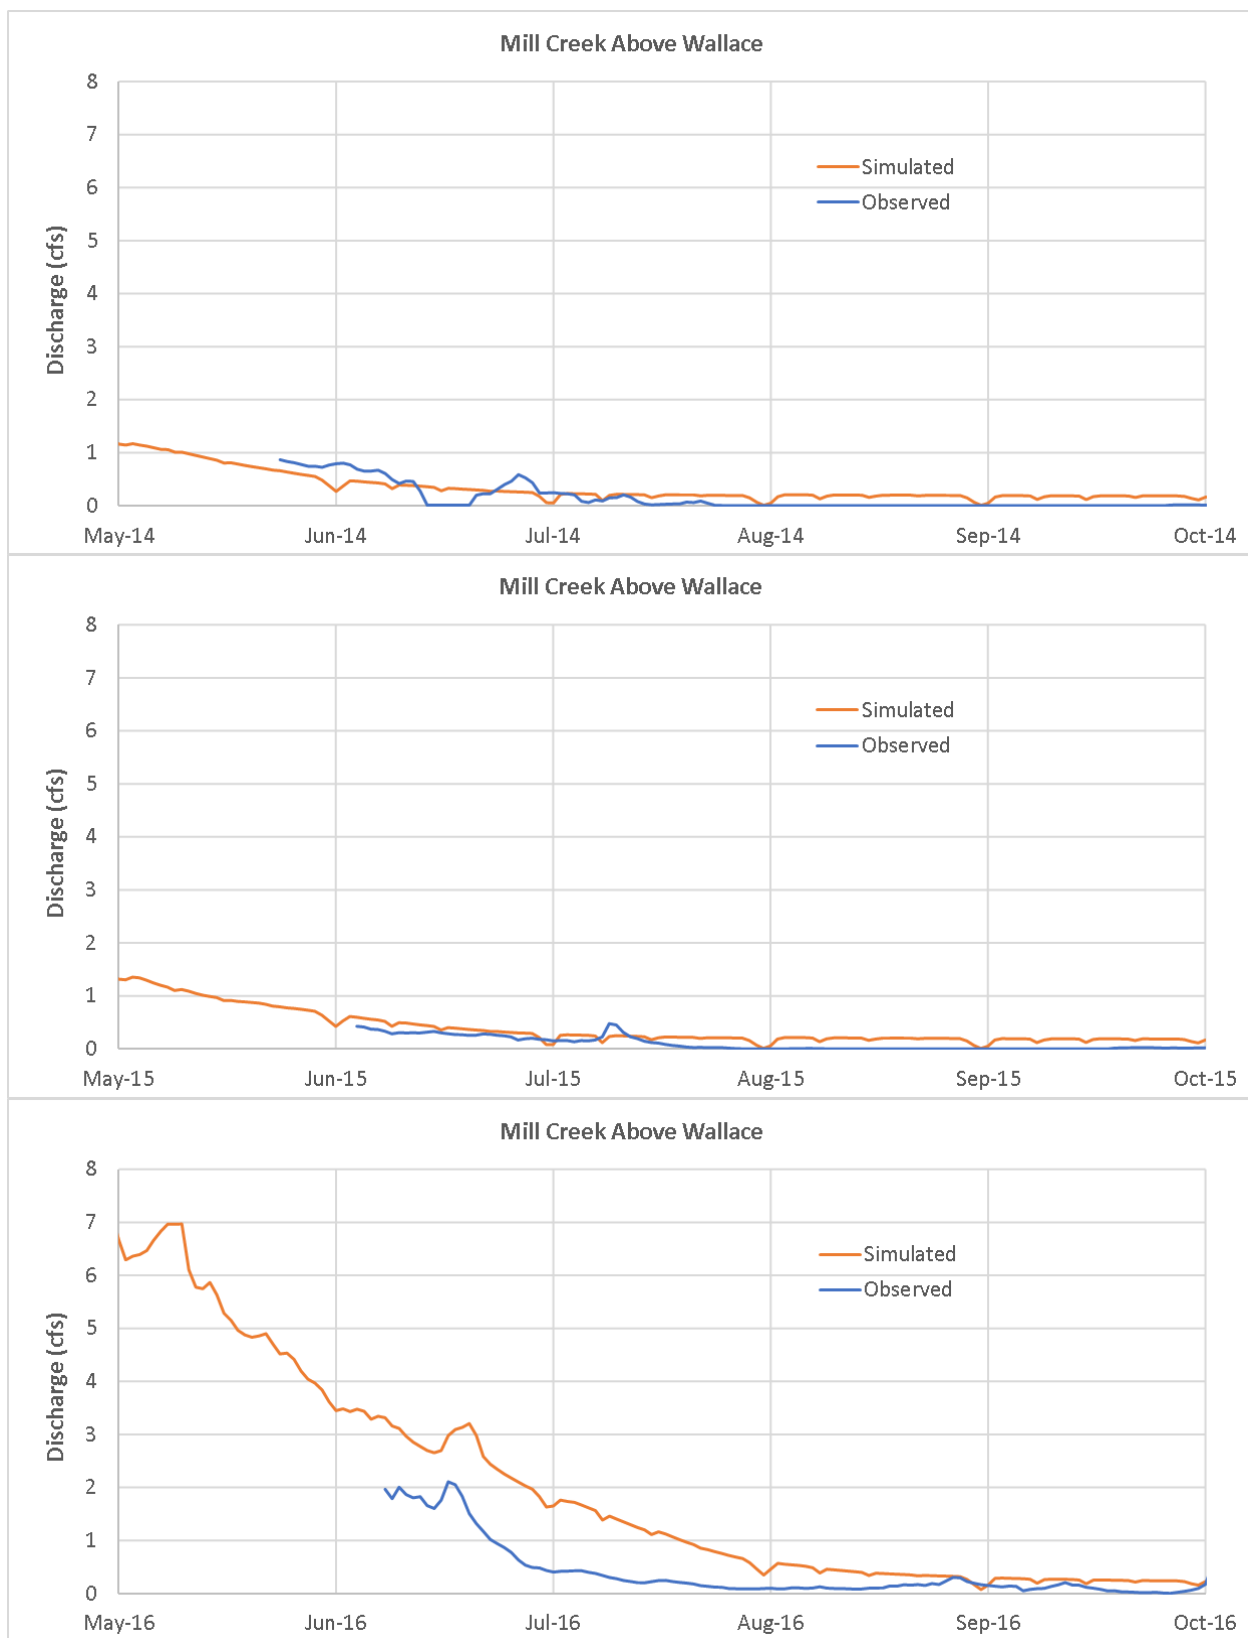 Mill Creek Above Wallace
8
7
6
5
4
3
2
1
0
Discharge (cfs)
Simulated
Observed
May-14 Jun-14 Jul-14 Aug-14 Sep-14 Oct-14
Mill Creek Above Wallace
8
7
6
5
4
3
2
1
0
Discharge (cfs)
Simulated
Observed
May-15 Jun-15 Jul-15 Aug-15 Sep-15 Oct-15
Mill Creek Above Wallace
8
7
6
5
4
3
2
1
0
Discharge (cfs)
Simulated
Observed
May-16 Jun-16 Jul-16 Aug-16 Sep-16 Oct-16